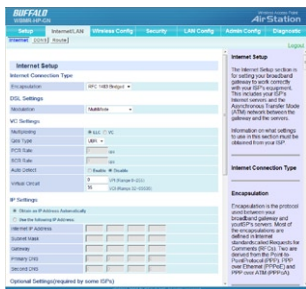 BUFFALO
AirStation
Setup Internet/LAN Wireless Config Security LAN Config Admin Config Diagnostic
Internet DDNS Route
Logout
Internet Setup
Internet Connection Type
Encapsulation
DSL Settings
Modulation MultiMode
VC Settings
Multiplexing LLC VC
Qos Type UBR
PCR Rate
SCR Rate
Auto Detect Enable Disable
Virtual Circuit
IP Settings
Obtain an IP Address Automatically
Use the following IP Address:
Internet IP Address
Subnet Mask
Gateway
Primary DNS
Second DNS
Optional Settings(required by some ISPs)
Internet Setup
The Internet Setup section is
for setting your broadband
gateway to work correctly
with your ISP's equipment.
This includes your ISP's
Internet servers and the
Asynchronous Transfer Mode
(ATM) network between the
gateway and the servers.
Information on what settings
to use in this section must be
obtained from your ISP.
Internet Connection Type
Encapsulation
Encapsulation is the protocol
used between your
broadband gateway and
your ISP's servers. Most of
the encapsulations are
defined in Internet
standards called Requests for
Comments (RFCs). Two are
derived from the Point-to-
Point Protocol (PPP), PPP
over Ethernet (PPPoE) and
PPP over ATM (PPPoA).